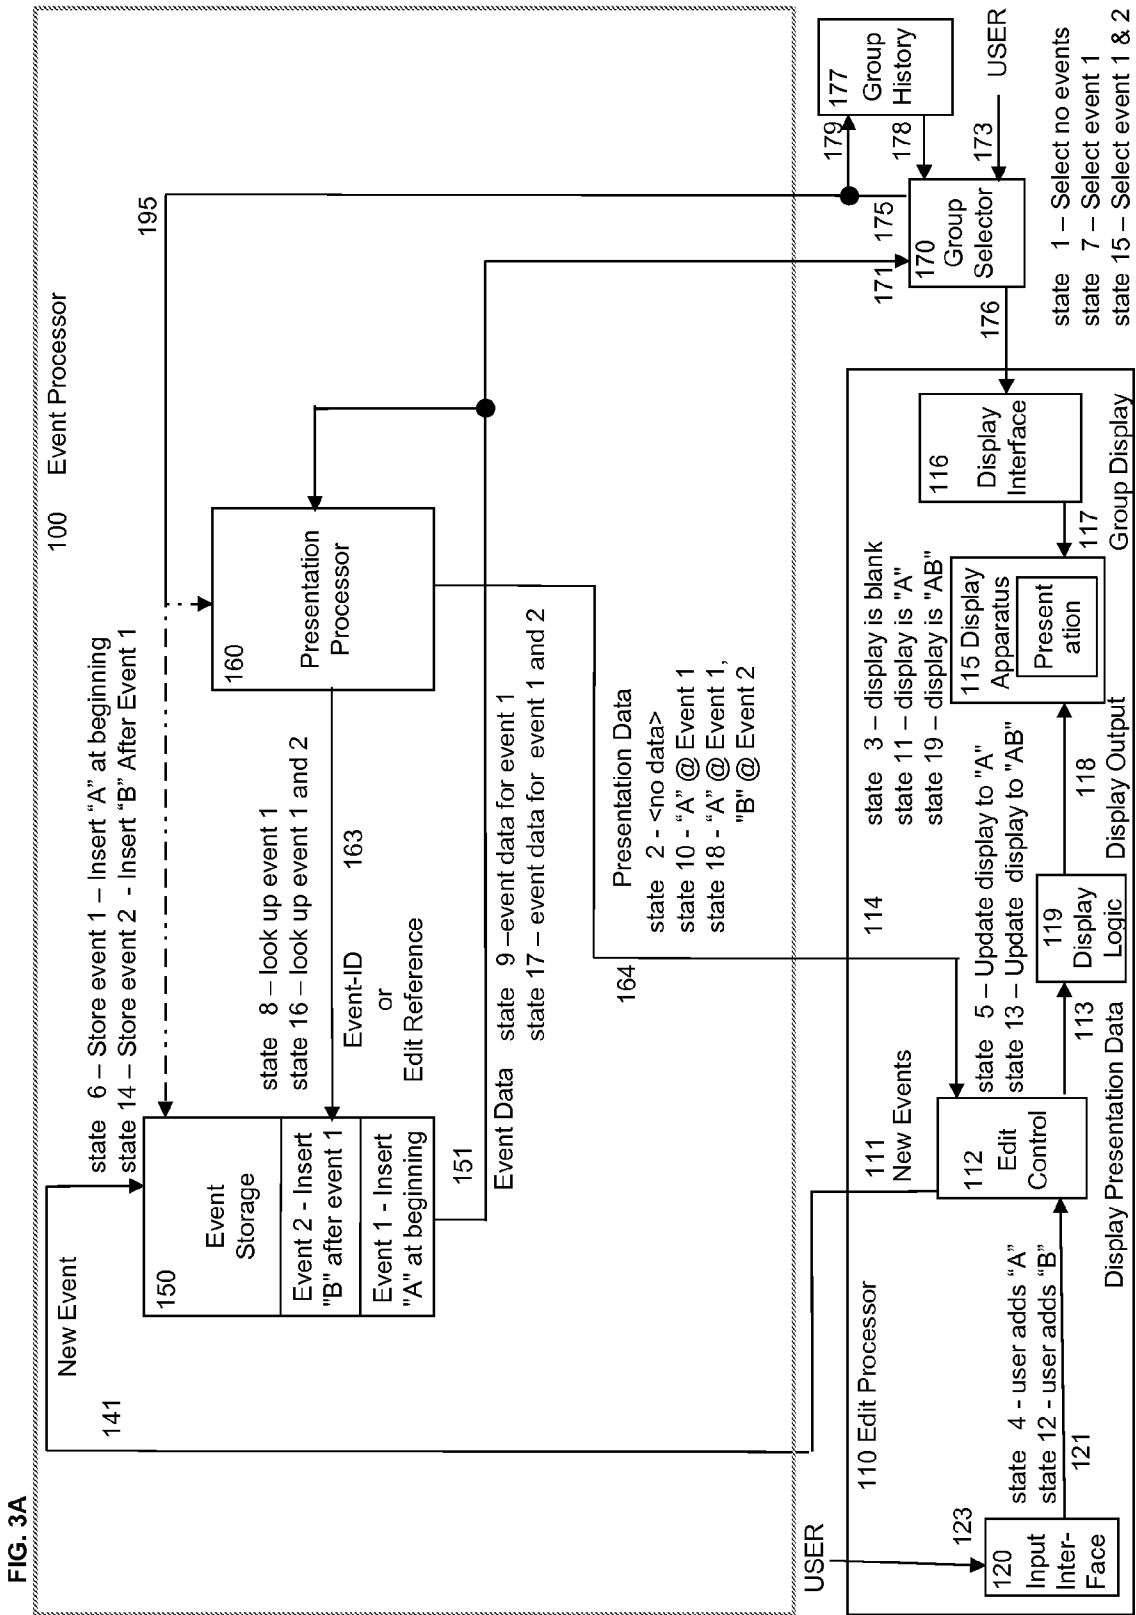 FIG. 3A
100 Event Processor
New Event
141
195
state 6 – Store event 1 – Insert “A” at beginning
state 14 – Store event 2 - Insert “B” After Event 1
150
Event
Storage
Event 2 - Insert
"B" after event 1
Event 1 - Insert
"A" at beginning
151
Event Data
state 9 –event data for event 1
state 17 – event data for event 1 and 2
state 8 – look up event 1
state 16 – look up event 1 and 2
163
Event-ID
or
Edit Reference
160
Presentation
Processor
164
Presentation Data
state 2 - <no data>
state 10 - “A” @ Event 1
state 18 - “A” @ Event 1,
"B" @ Event 2
USER
123
120
Input
Inter-
Face
110 Edit Processor
state 4 - user adds “A”
state 12 - user adds “B”
121
111
New Events
112
Edit
Control
114
state 5 – Update display to "A"
state 13 – Update display to "AB"
113
Display Presentation Data
119
Display
Logic
118
Display Output
state 3 – display is blank
state 11 – display is "A"
state 19 – display is "AB"
115 Display
Apparatus
Present
ation
117
Group Display
116
Display
Interface
176
171
175
170
Group
Selector
179
178
177
Group
History
173
USER
state 1 – Select no events
state 7 – Select event 1
state 15 – Select event 1 & 2